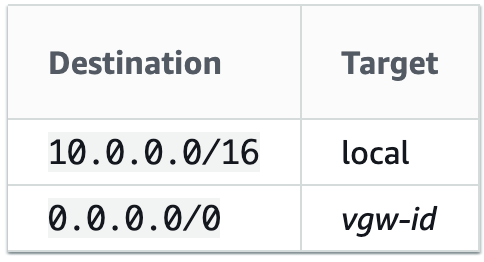 Destination Target
10.0.0.0/16 local
0.0.0.0/0 vgw-id